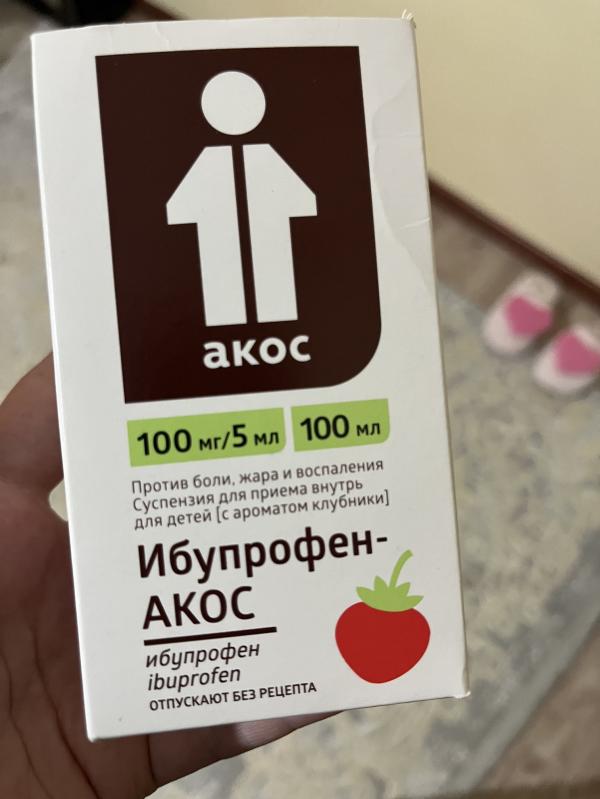 акос
100 мг/5 мл 100 мл
Против боли, жара и воспаления
Суспензия для приема внутрь
для детей [с ароматом клубники]
Ибупрофен-
АКОС
ибупрофен
ibuprofen
ОТПУСКАЮТ БЕЗ РЕЦЕПТА